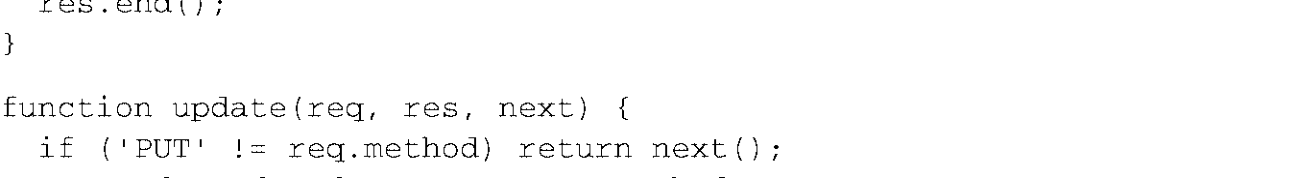 res.end();
}
function update(req, res, next) {
if ('PUT' != req.method) return next();